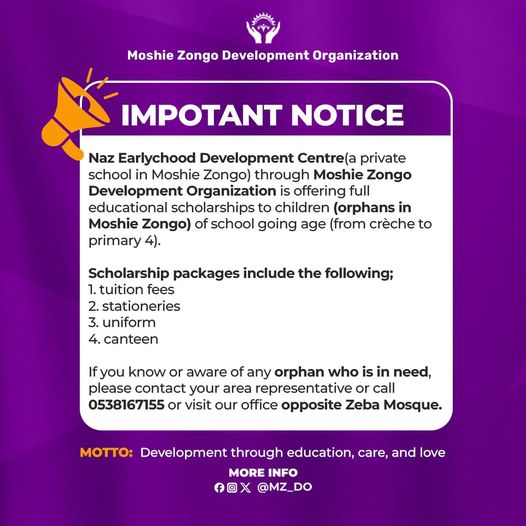 Moshie Zongo Development Organization
IMPOTANT NOTICE
Naz Earlychood Development Centre(a private
school in Moshie Zongo) through Moshie Zongo
Development Organization is offering full
educational scholarships to children (orphans in
Moshie Zongo) of school going age (from crèche to
primary 4).
Scholarship packages include the following;
1. tuition fees
2. stationeries
3. uniform
4. canteen
If you know or aware of any orphan who is in need,
please contact your area representative or call
0538167155 or visit our office opposite Zeba Mosque.
MOTTO: Development through education, care, and love
MORE INFO
@MZ_DO